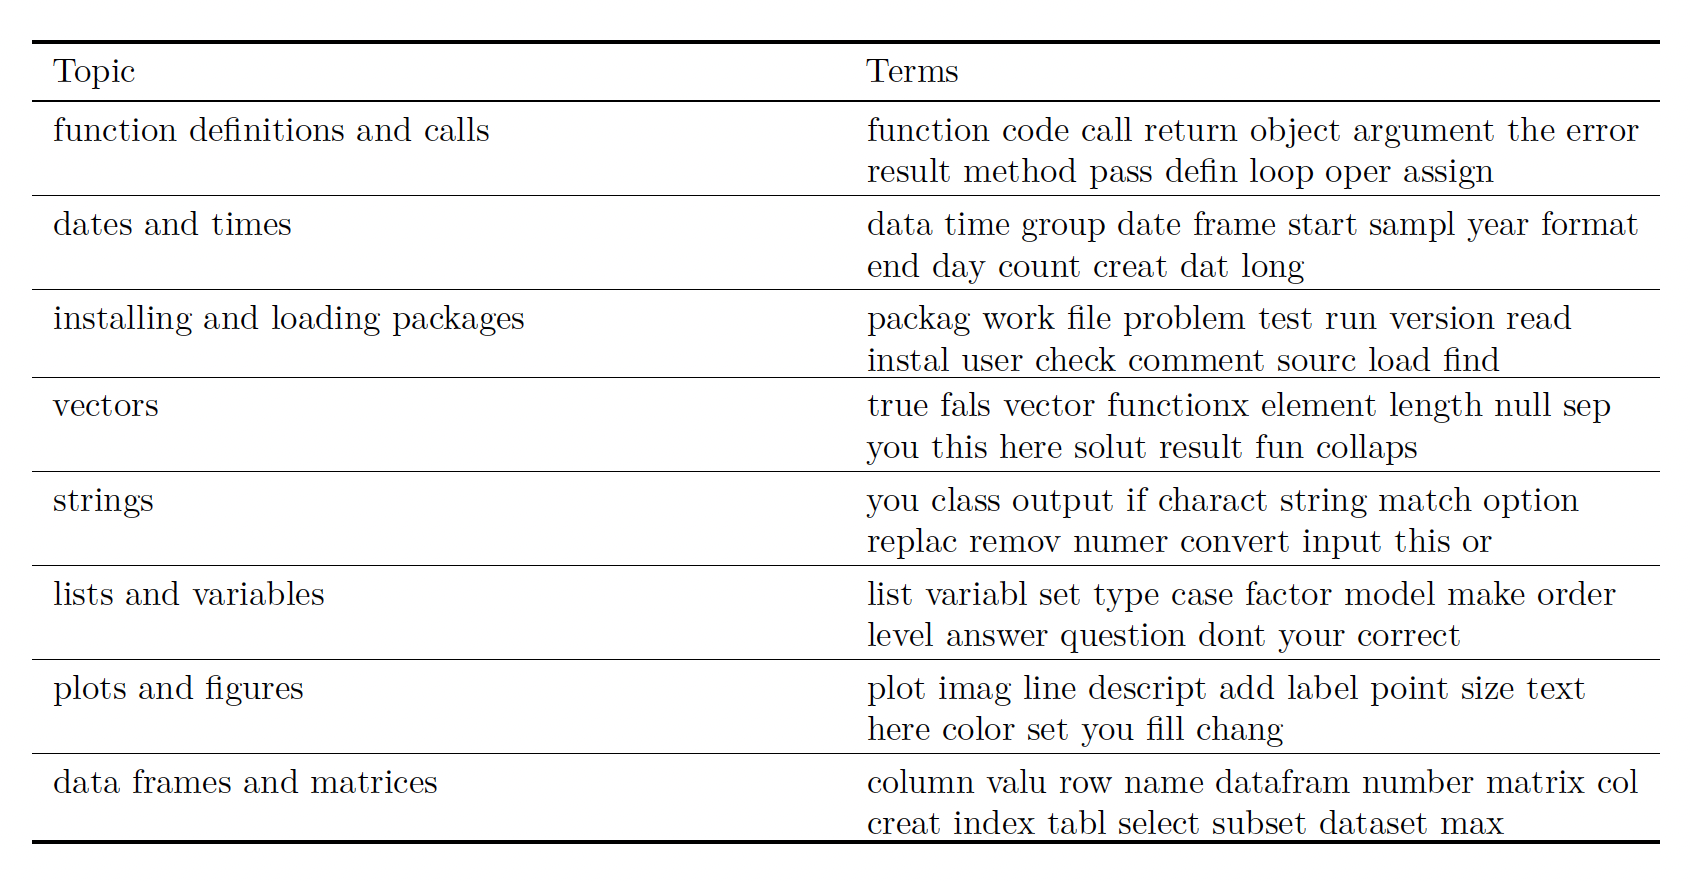 Topic Terms
function definitions and calls function code call return object argument the error
result method pass defin loop oper assign
dates and times data time group date frame start sampl year format
end day count creat dat long
installing and loading packages packag work file problem test run version read
instal user check comment sourc load find
vectors true fals vector functionx element length null sep
you this here solut result fun collaps
strings you class output if charact string match option
replac remov numer convert input this or
lists and variables list variabl set type case factor model make order
level answer question dont your correct
plots and figures plot imag line descript add label point size text
here color set you fill chang
data frames and matrices column valu row name datafram number matrix col
creat index tabl select subset dataset max